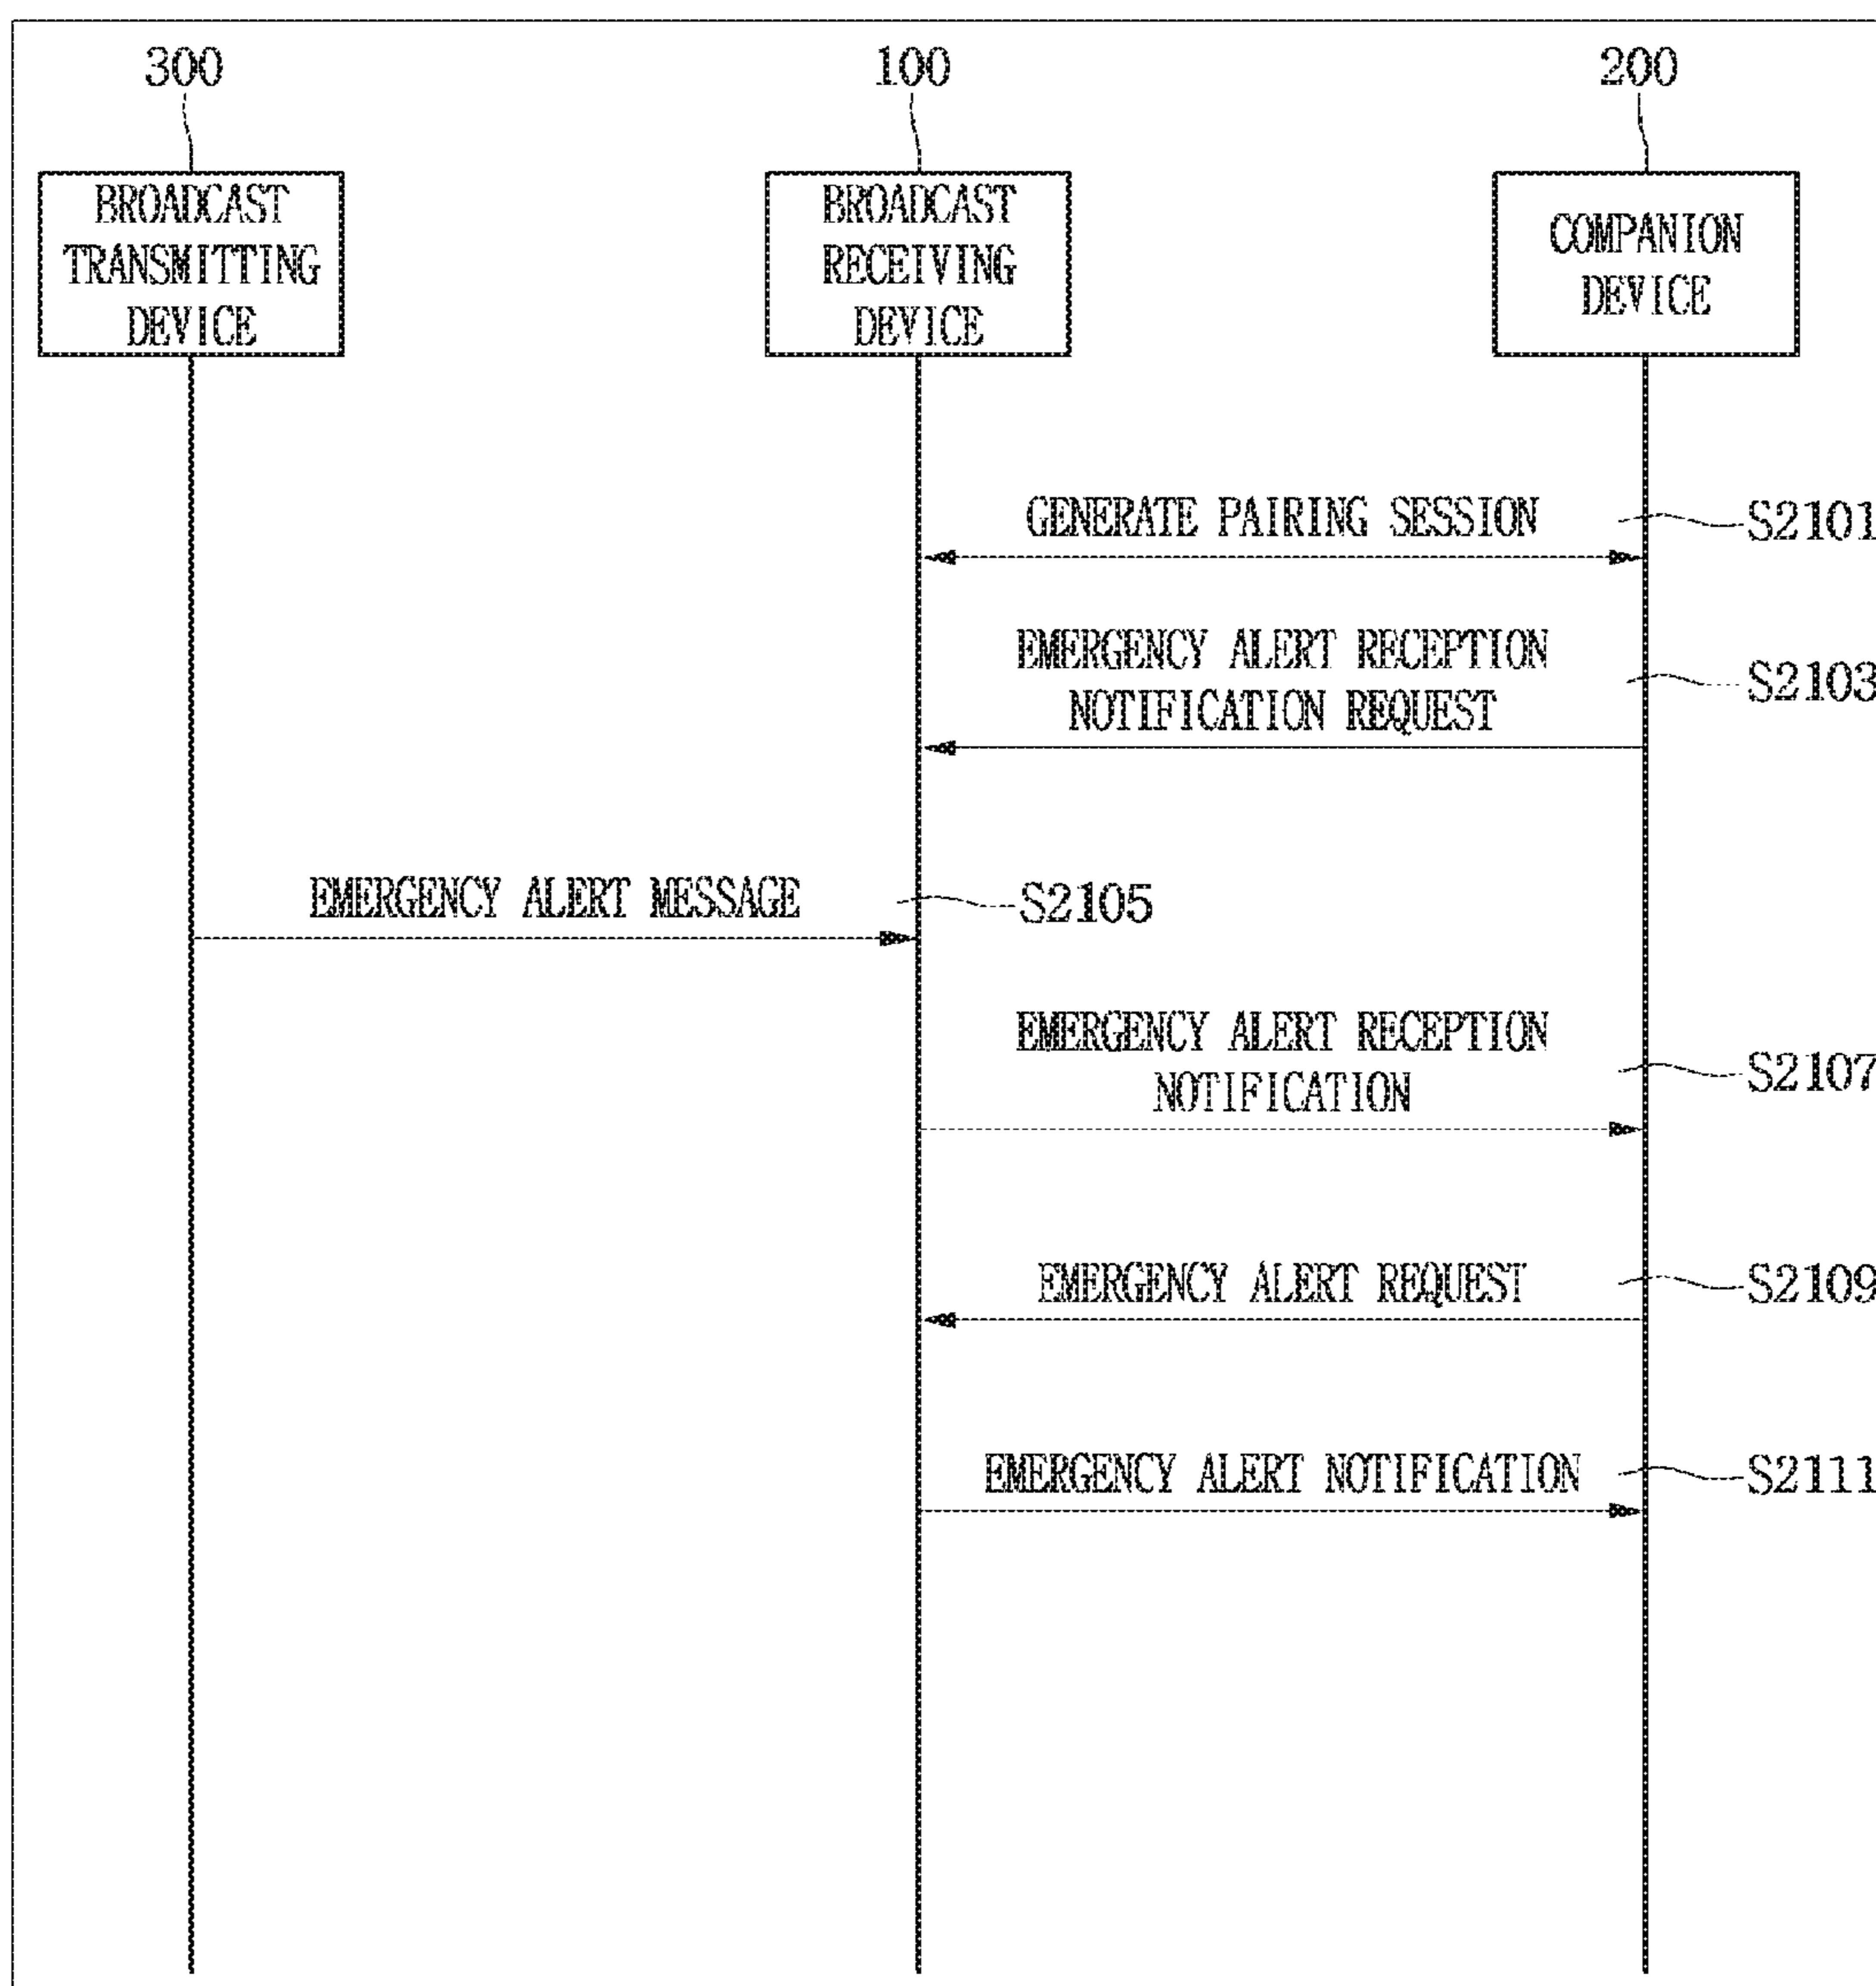 300
100
200
BROADCAST
TRANSMITTING
DEVICE
BROADCAST
RECEIVING
DEVICE
COMPANION
DEVICE
GENERATE PAIRING SESSION
S2101
EMERGENCY ALERT RECEPTION
NOTIFICATION REQUEST
S2103
EMERGENCY ALERT MESSAGE
S2105
EMERGENCY ALERT RECEPTION
NOTIFICATION
S2107
EMERGENCY ALERT REQUEST
S2109
EMERGENCY ALERT NOTIFICATION
S2111